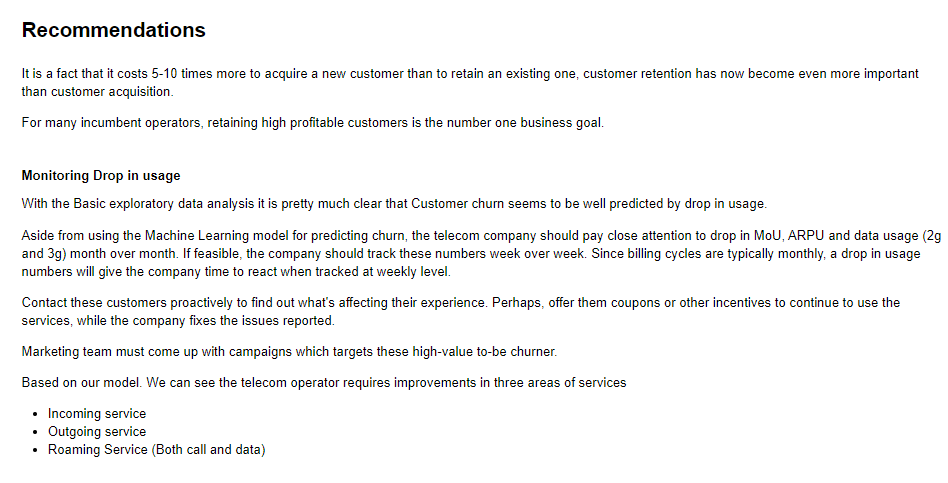 Recommendations
It is a fact that it costs 5-10 times more to acquire a new customer than to retain an existing one, customer retention has now become even more important
than customer acquisition.
For many incumbent operators, retaining high profitable customers is the number one business goal.
Monitoring Drop in usage
With the Basic exploratory data analysis it is pretty much clear that Customer churn seems to be well predicted by drop in usage.
Aside from using the Machine Learning model for predicting churn, the telecom company should pay close attention to drop in MoU, ARPU and data usage (2g
and 3g) month over month. If feasible, the company should track these numbers week over week. Since billing cycles are typically monthly, a drop in usage
numbers will give the company time to react when tracked at weekly level.
Contact these customers proactively to find out what's affecting their experience. Perhaps, offer them coupons or other incentives to continue to use the
services, while the company fixes the issues reported.
Marketing team must come up with campaigns which targets these high-value to-be churner.
Based on our model. We can see the telecom operator requires improvements in three areas of services
• Incoming service
• Outgoing service
• Roaming Service (Both call and data)